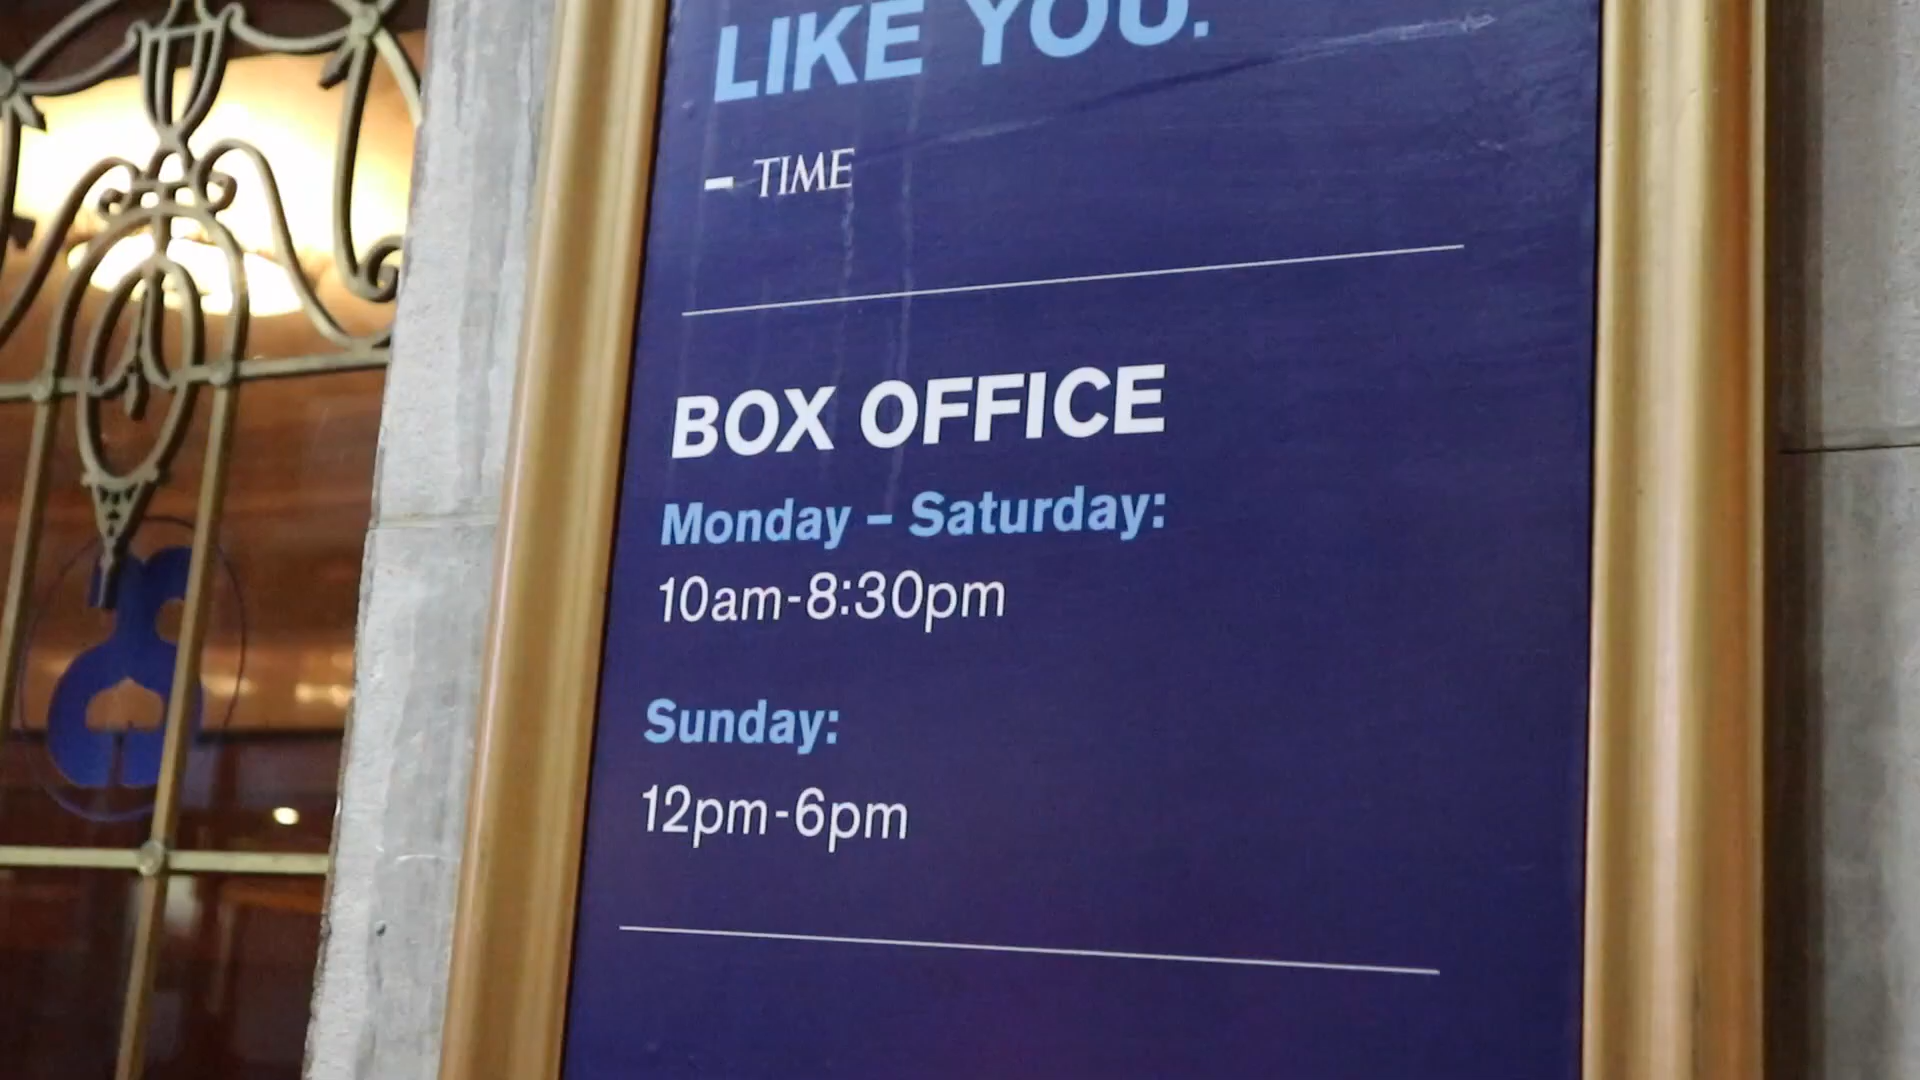 LIKE YOU.
– TIME
BOX OFFICE
Monday – Saturday:
10am-8:30pm
Sunday:
12pm-6pm